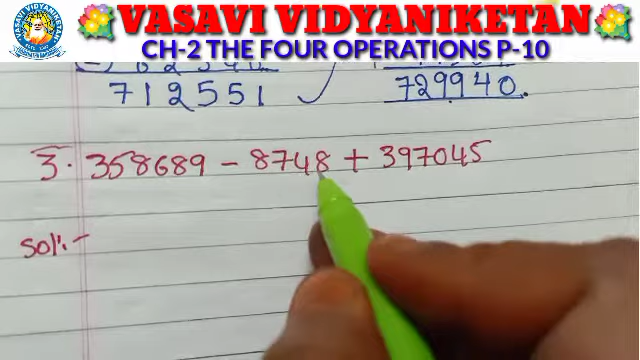 VASAVI VIDYANIKETAN
CH-2 THE FOUR OPERATIONS P-10
712551
729940.
3. 358689 - 8748 + 397045
Sol:-